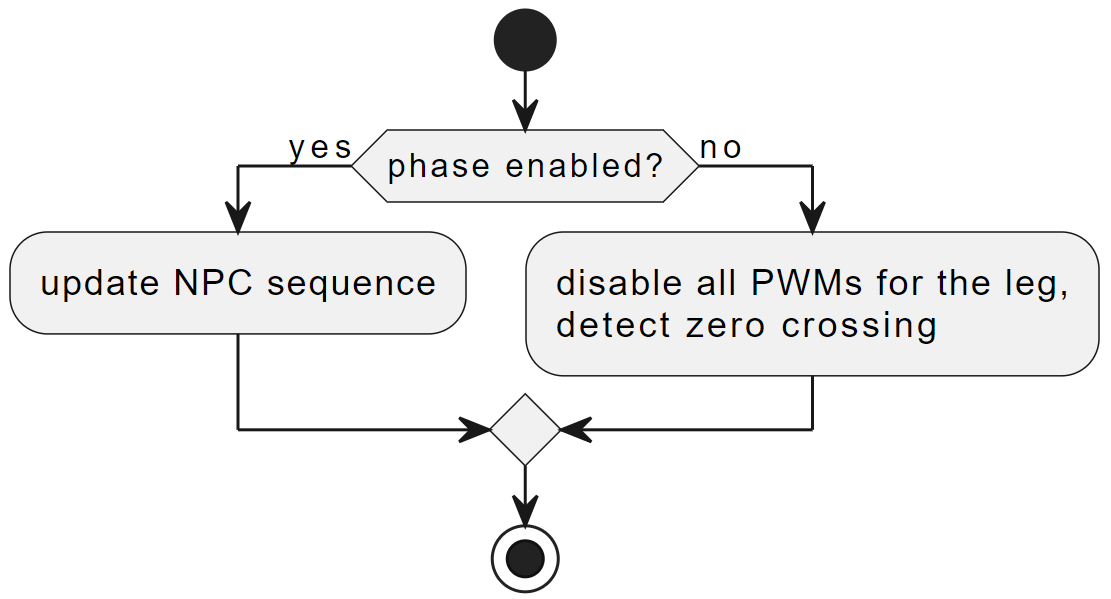 yes
phase enabled?
no
update NPC sequence
disable all PWMs for the leg,
detect zero crossing